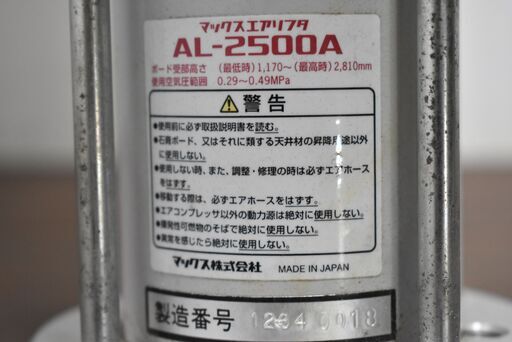 マックスエアリフタ
AL-2500A
ボード受部高さ (最低時)1,170〜(最高時)2,810mm
使用空気圧範囲 0.29〜0.49MPa
警告
●使用前に必ず取扱説明書を読む。
●石膏ボード、又はそれに類する天井材の昇降用途以外
に使用しない。
●使用しない時、また、調整・修理の時は必ずエアホース
をはずす。
●移動する際は、必ずエアホースをはずす。
●エアコンプレッサ以外の動力源は絶対に使用しない。
●爆発性可燃物のそばで絶対に使用しない。
●異常を感じたら絶対に使用しない。
マックス株式会社 MADE IN JAPAN
製造番号